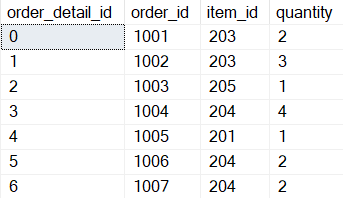 order_detail_id order_id item_id quantity
0 1001 203 2
1 1002 203 3
2 1003 205 1
3 1004 204 4
4 1005 201 1
5 1006 204 2
6 1007 204 2